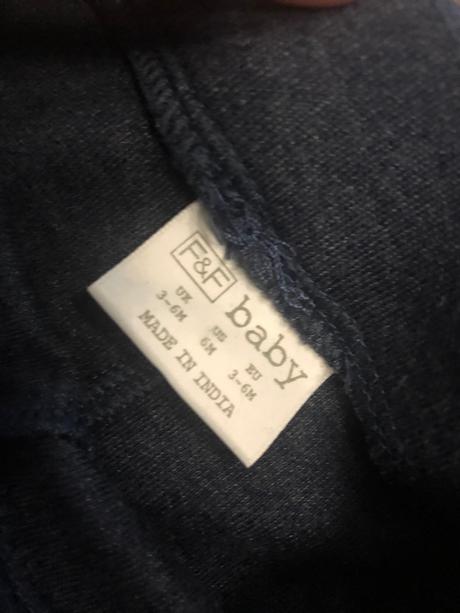 F&F baby
UK US EU
3-6M 6M 3-6M
MADE IN INDIA